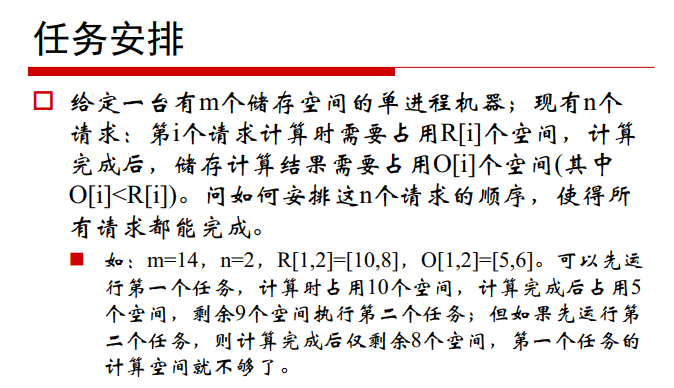 任务安排
给定一台有m个储存空间的单进程机器；现有n个
请求：第i个请求计算时需要占用R[i]个空间，计算
完成后，储存计算结果需要占用O[i]个空间(其中
O[i]<R[i])。问如何安排这n个请求的顺序，使得所
有请求都能完成。
如：m=14，n=2，R[1,2]=[10,8]，O[1,2]=[5,6]。可以先运
行第一个任务，计算时占用10个空间，计算完成后占用5
个空间，剩余9个空间执行第二个任务；但如果先运行第
二个任务，则计算完成后仅剩余8个空间，第一个任务的
计算空间就不够了。